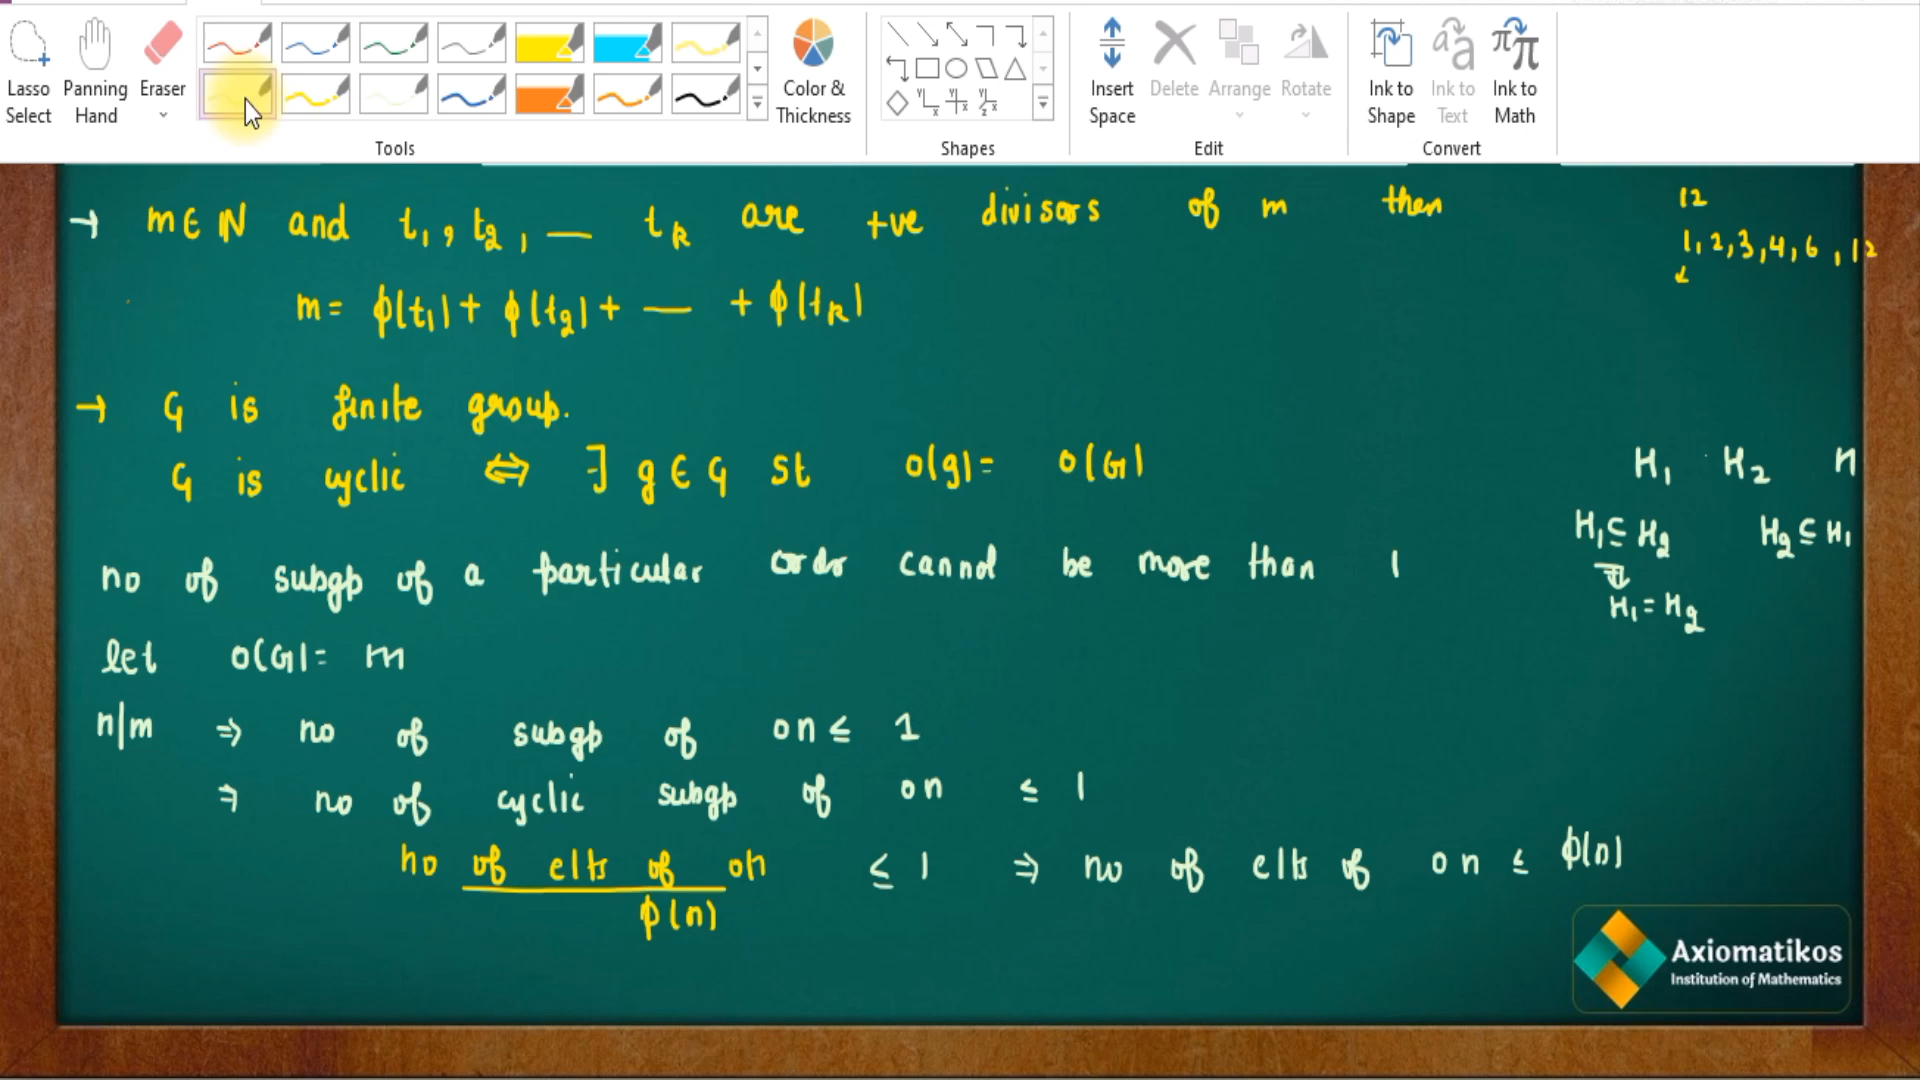 Lasso Select
Panning Hand
Eraser
Color & Thickness
Insert Space
Delete
Arrange
Rotate
Ink to Shape
Ink to Text
Ink to Math
Tools
Shapes
Edit
Convert
→ m ∈ N and t₁, t₂, — t_k are +ve divisors of m then
m = ϕ(t₁) + ϕ(t₂) + — + ϕ(t_k)
12
1, 2, 3, 4, 6, 12
→ G is finite group.
G is cyclic ⇔ ∃ g ∈ G st o(g) = o(G)
H₁ H₂ n
H₁ ⊆ H₂ H₂ ⊆ H₁
H₁ = H₂
no of subgp of a particular order cannot be more than 1
let o(G) = m
n/m ⇒ no of subgp of on ≤ 1
⇒ no of cyclic subgp of on ≤ 1
no of elts of on ≤ 1 ⇒ no of elts of on ≤ ϕ(n)
ϕ(n)
Axiomatikos
Institution of Mathematics